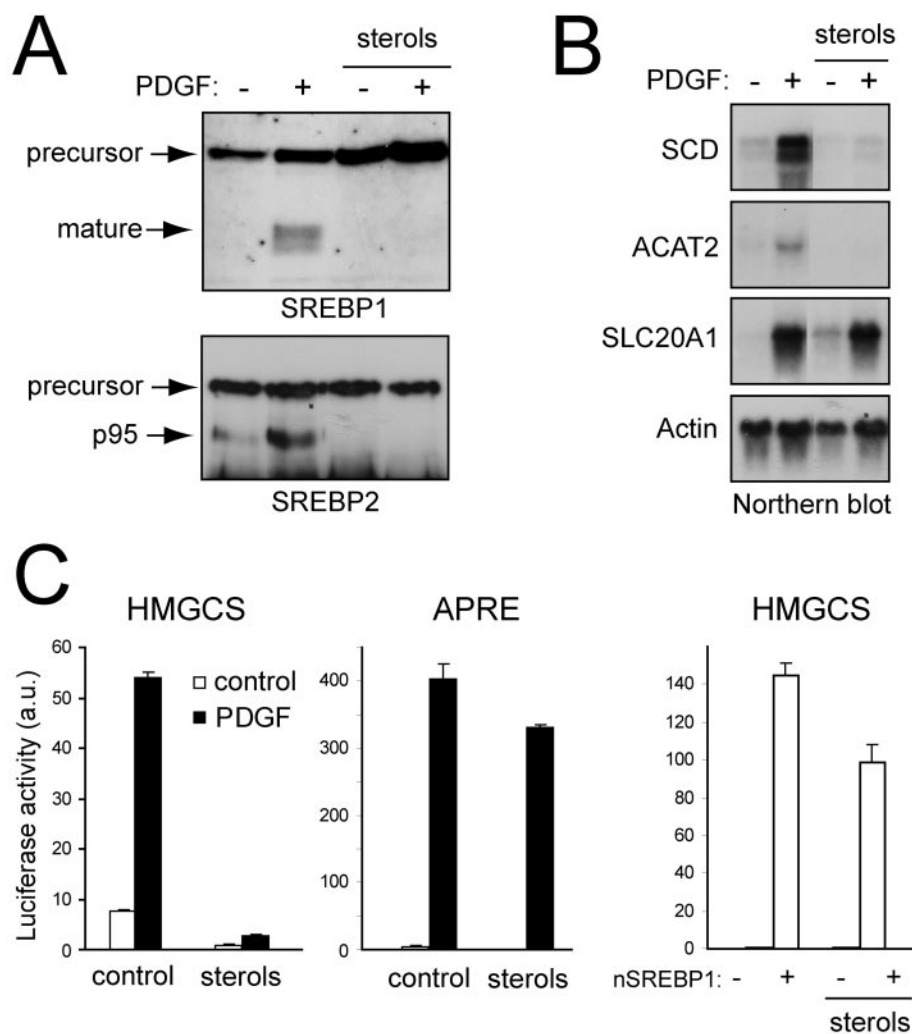 A
sterols
PDGF: - + - +
precursor
mature
SREBP1
precursor
p95
SREBP2
B
sterols
PDGF: - + - +
SCD
ACAT2
SLC20A1
Actin
Northern blot
C
HMGCS
Luciferase activity (a.u.)
60
50
40
30
20
10
0
control
PDGF
control sterols
APRE
400
300
200
100
0
control sterols
HMGCS
140
120
100
80
60
40
20
0
nSREBP1: - + - +
sterols